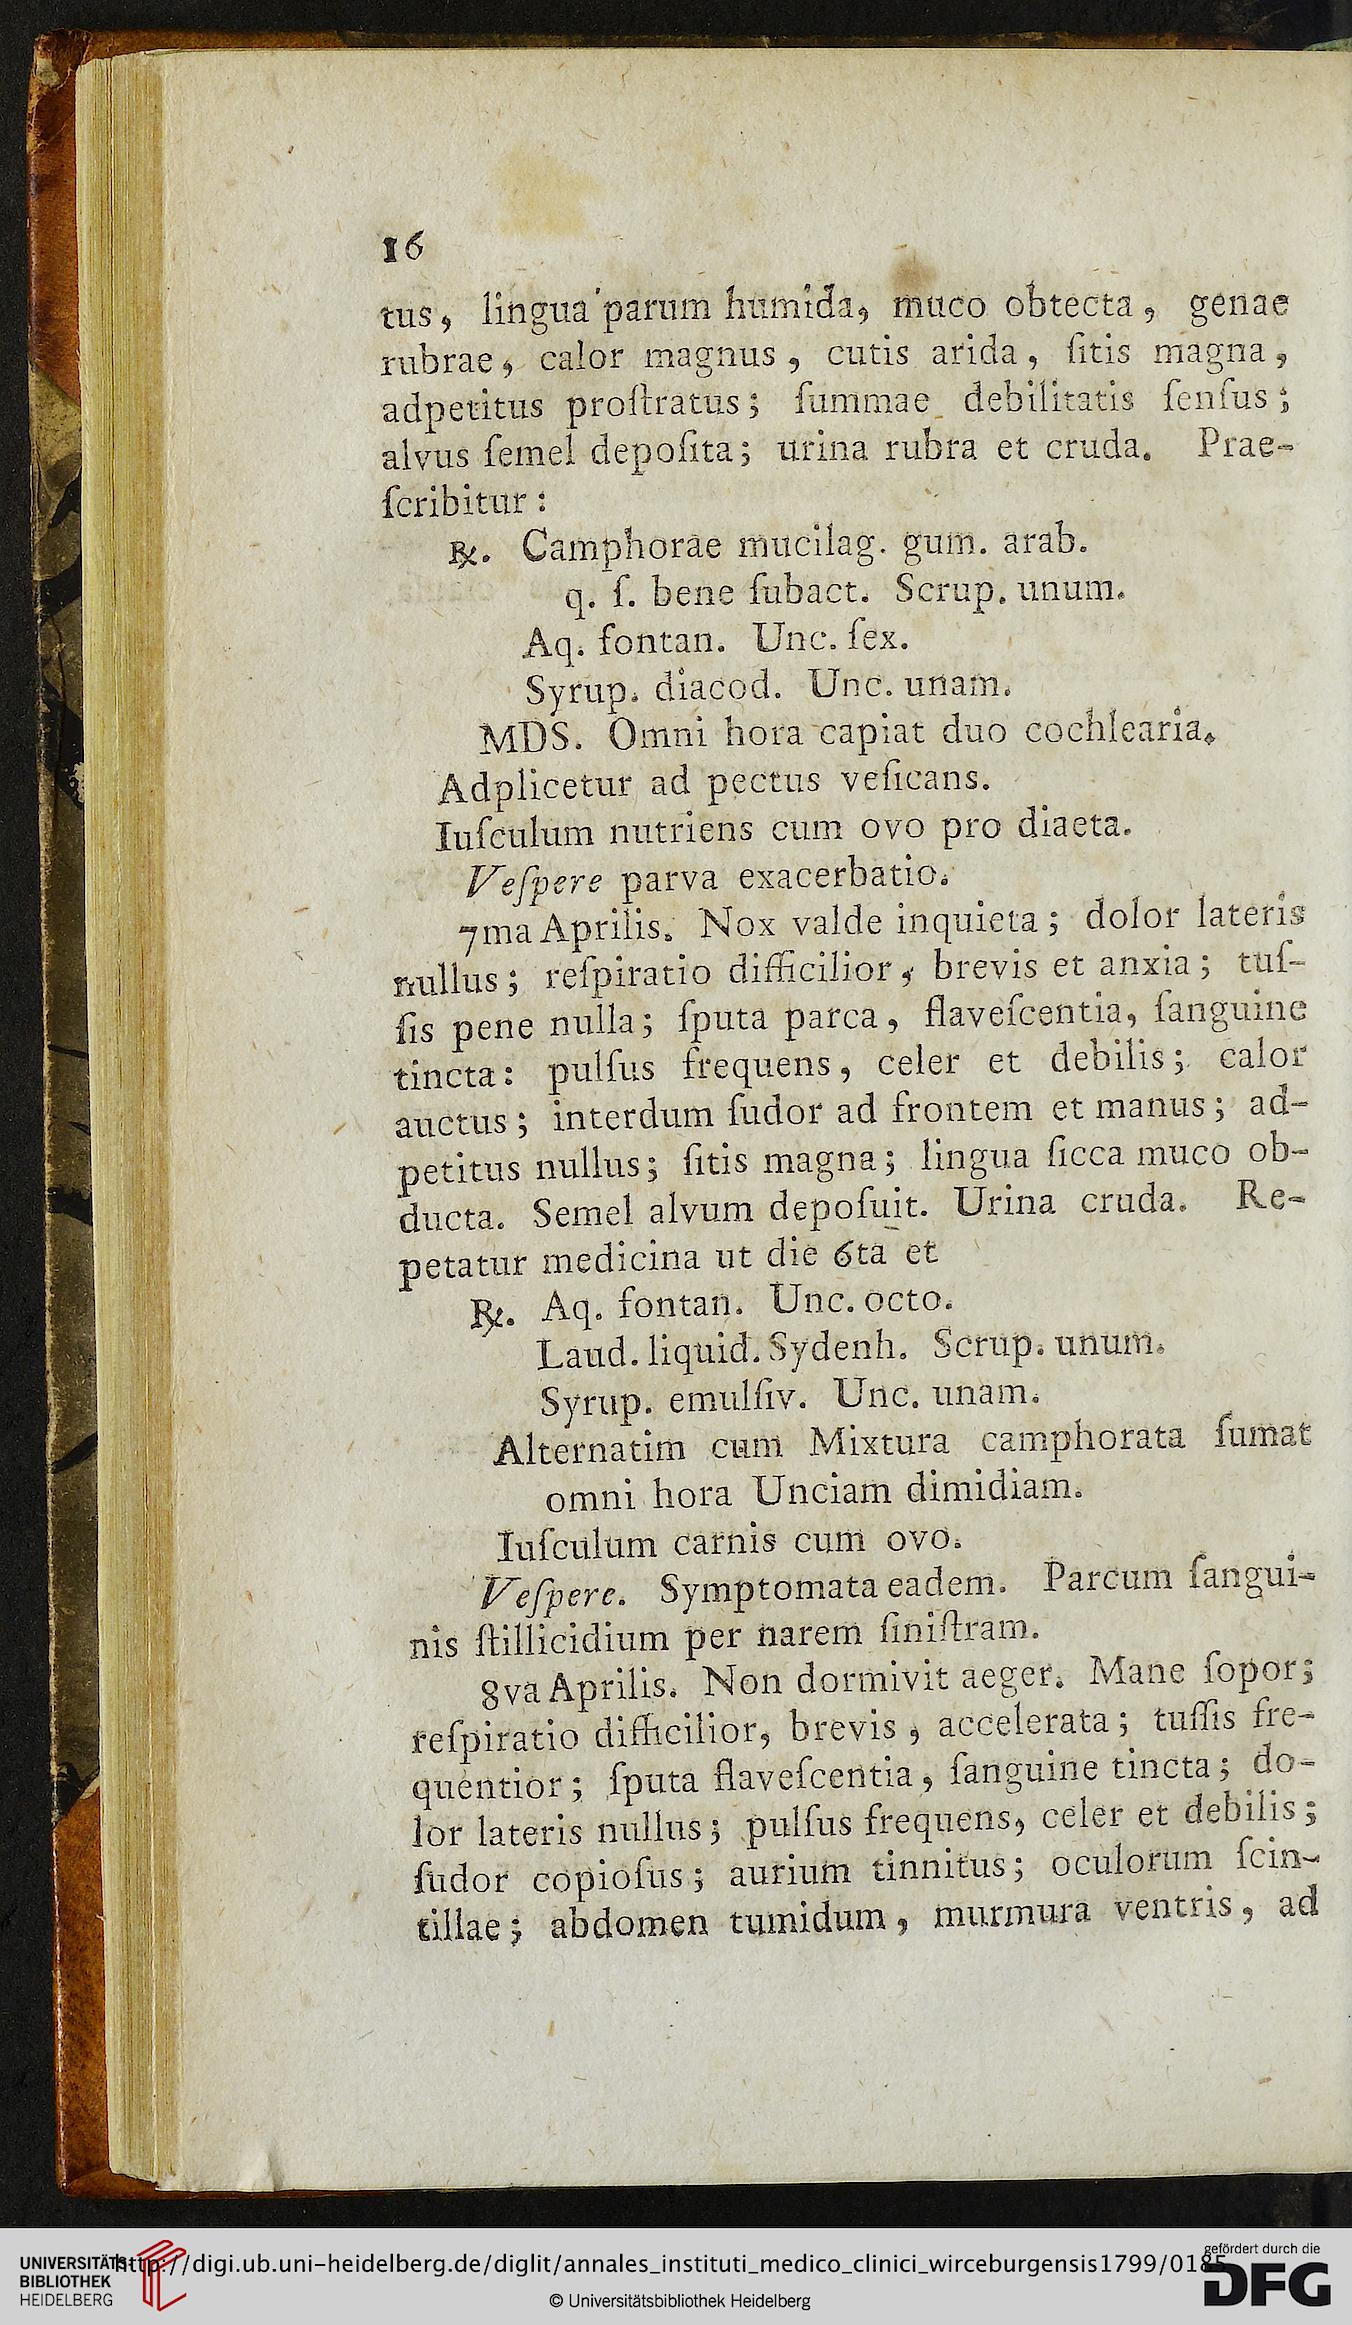 16
tus, lingua parum humida, muco obtecta, genae
rubrae, calor magnus, cutis arida, ſitis magna,
adpetitus proſtratus; ſummae debilitatis ſenſus;
alvus ſemel depoſita; urina rubra et cruda. Prae-
ſcribitur:
℞. Camphorae mucilag. gum. arab.
q. ſ. bene ſubact. Scrup. unum.
Aq. fontan. Unc. ſex.
Syrup. diacod. Unc. unam.
MDS. Omni hora capiat duo cochlearia.
Adplicetur ad pectus veſicans.
Iuſculum nutriens cum ovo pro diaeta.
Veſpere parva exacerbatio.
7ma Aprilis. Nox valde inquieta; dolor lateris
nullus; reſpiratio difficilior, brevis et anxia; tuſ-
ſis pene nulla; ſputa parca, flaveſcentia, ſanguine
tincta: pulſus frequens, celer et debilis; calor
auctus; interdum ſudor ad frontem et manus; ad-
petitus nullus; ſitis magna; lingua ſicca muco ob-
ducta. Semel alvum depoſuit. Urina cruda. Re-
petatur medicina ut die 6ta et
℞. Aq. fontan. Unc. octo.
Laud. liquid. Sydenh. Scrup. unum.
Syrup. emulſiv. Unc. unam.
Alternatim cum Mixtura camphorata ſumat
omni hora Unciam dimidiam.
Iuſculum carnis cum ovo.
Veſpere. Symptomata eadem. Parcum ſangui-
nis ſtillicidium per narem ſiniſtram.
8va Aprilis. Non dormivit aeger. Mane ſopor;
reſpiratio difficilior, brevis, accelerata; tuſſis fre-
quentior; ſputa flaveſcentia, ſanguine tincta; do-
lor lateris nullus; pulſus frequens, celer et debilis;
ſudor copioſus; aurium tinnitus; oculorum ſcin-
tillae; abdomen tumidum, murmura ventris, ad
UNIVERSITÄTS-
BIBLIOTHEK
HEIDELBERG
http://digi.ub.uni-heidelberg.de/diglit/annales_instituti_medico_clinici_wirceburgensis1799/0185
© Universitätsbibliothek Heidelberg
gefördert durch die
DFG